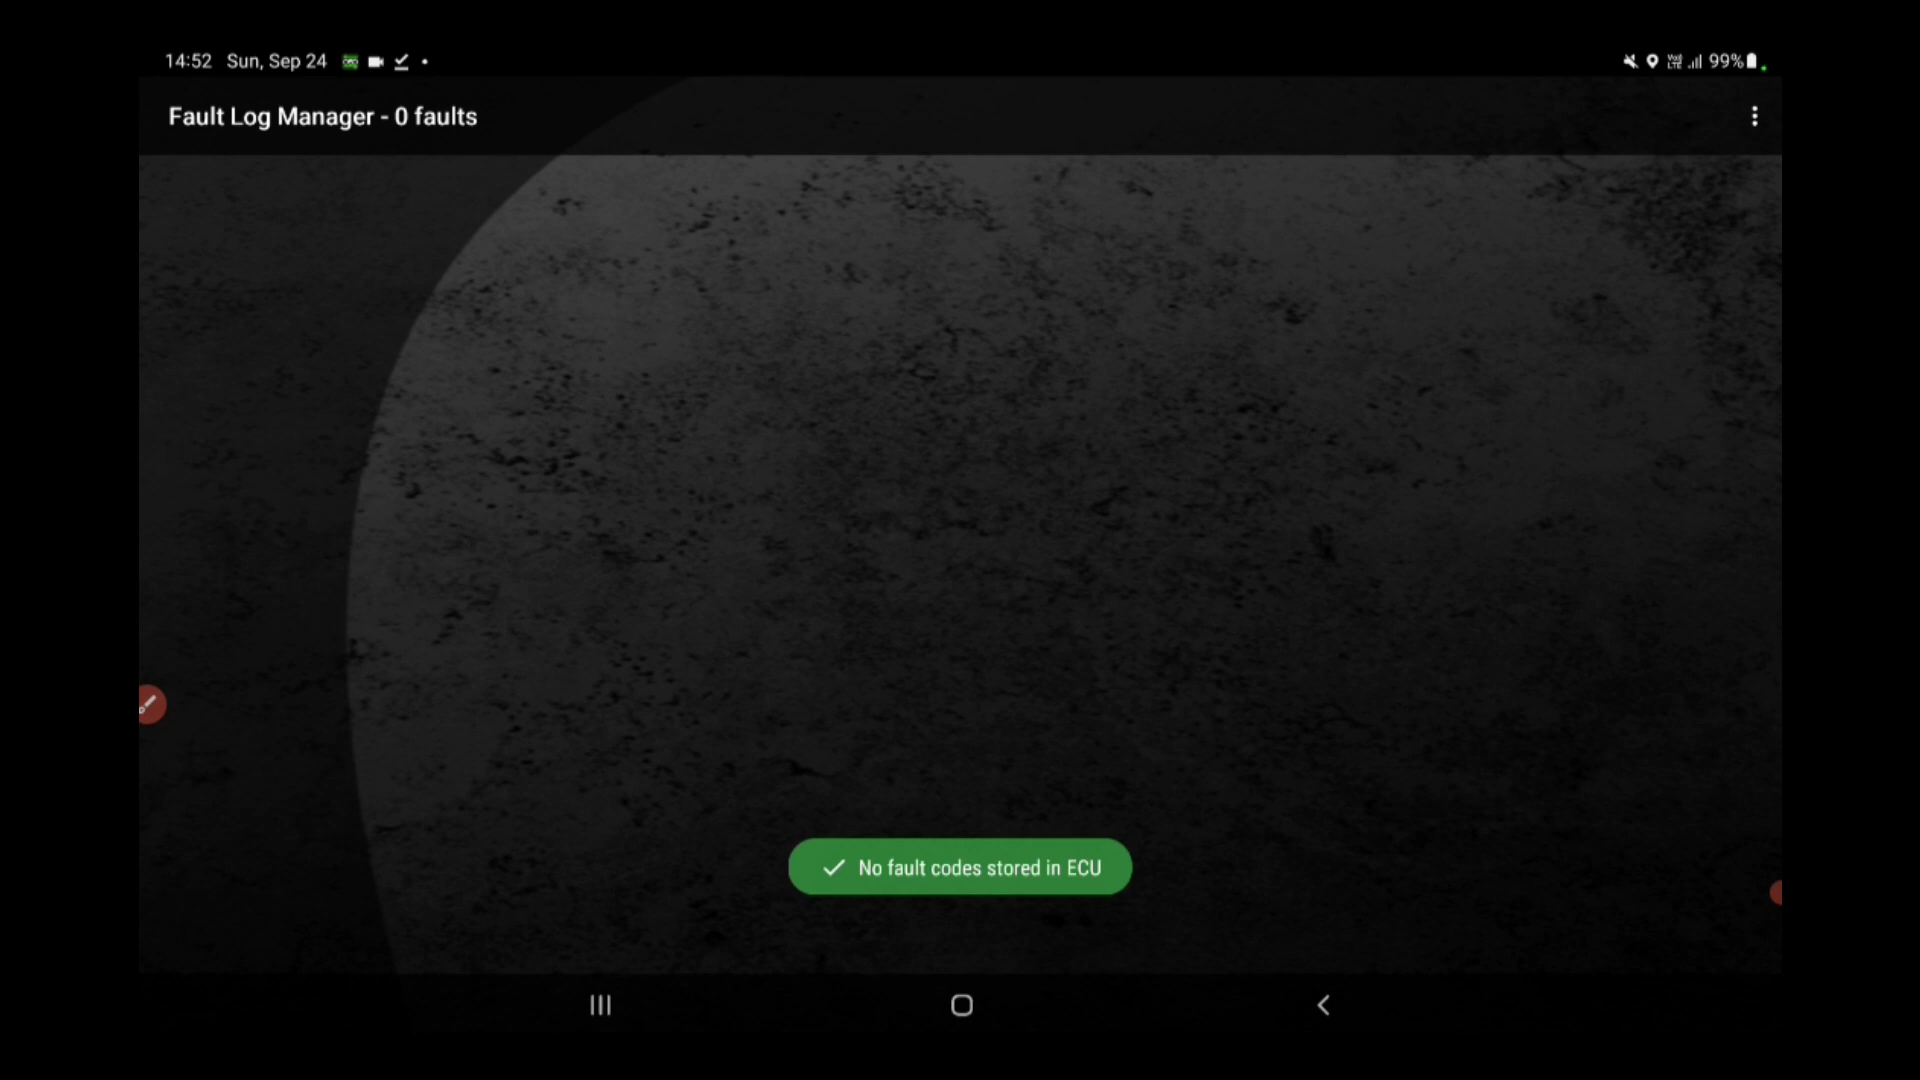 14:52 Sun, Sep 24
99%
Fault Log Manager - 0 faults
No fault codes stored in ECU